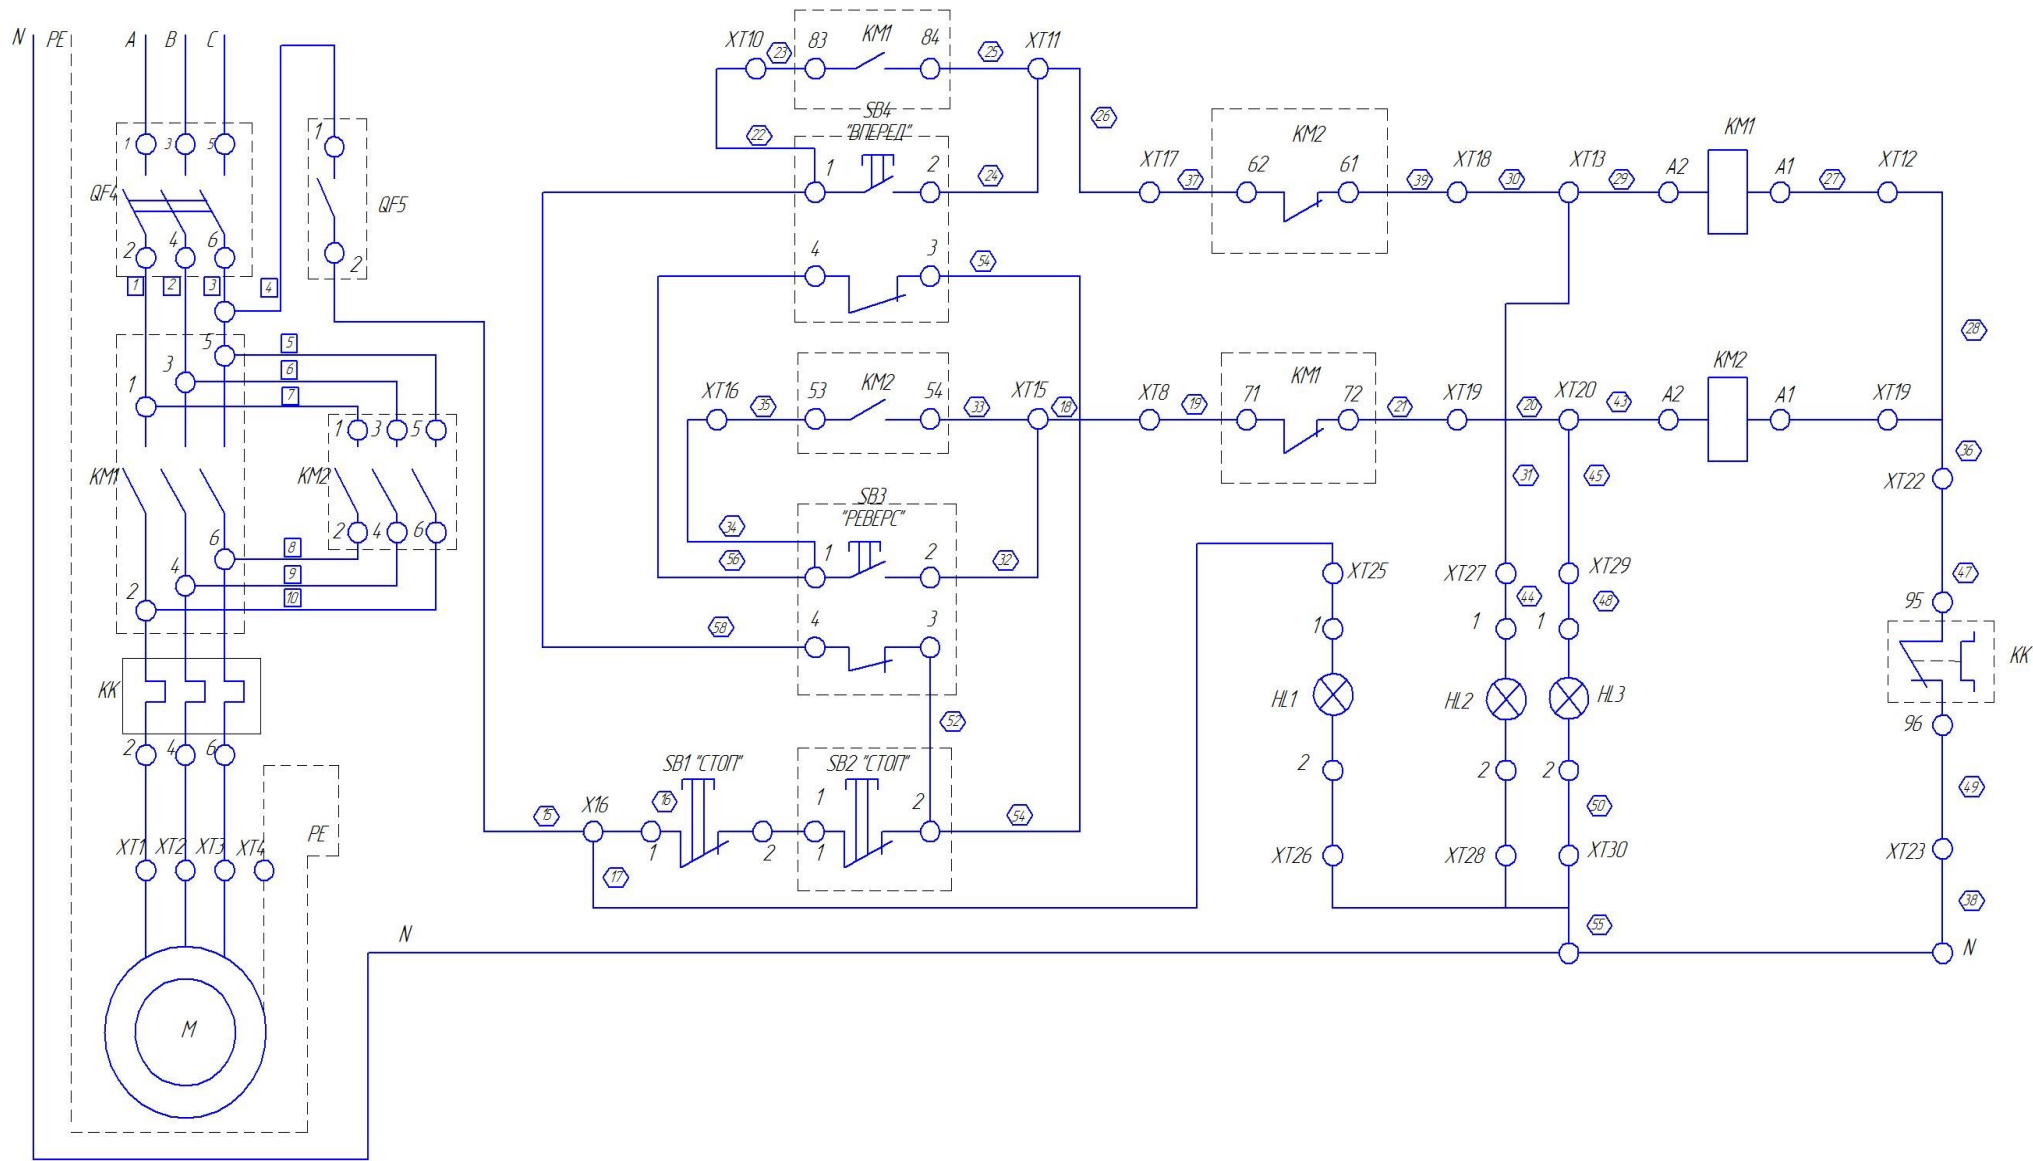 N PE A B C
1 3 5
QF4
2 4 6
1 2 3 4
1
QF5
2
5
3
1
5
6
7
KM1
1 3 5
KM2
2 4 6
6
4
2
8
9
10
KK
2 4 6
XT1 XT2 XT3 XT4
PE
M
N
XT10 23 83 KM1 84 25 XT11
22
SB4
"ВПЕРЕД"
1 2 24
26
4 3 54
XT17 37 62 KM2 61 39 XT18 30 XT13 29 A2 KM1 A1 27 XT12
28
XT16 35 53 KM2 54 33 XT15 18 XT8 19 71 KM1 72 21 XT19 20 XT20 43 A2 KM2 A1 XT19
36
XT22
31 45
34
SB3
"РЕВЕРС"
56 1 2 32
58 4 3
52
XT25 XT27 XT29
44 48
47
95
1 1 1
HL1 HL2 HL3
KK
96
2 2 2
50
49
SB1 "СТОП"
SB2 "СТОП"
15 X16 16 1 2 1 1 2 54
17
XT26 XT28 XT30
XT23
38
55
N